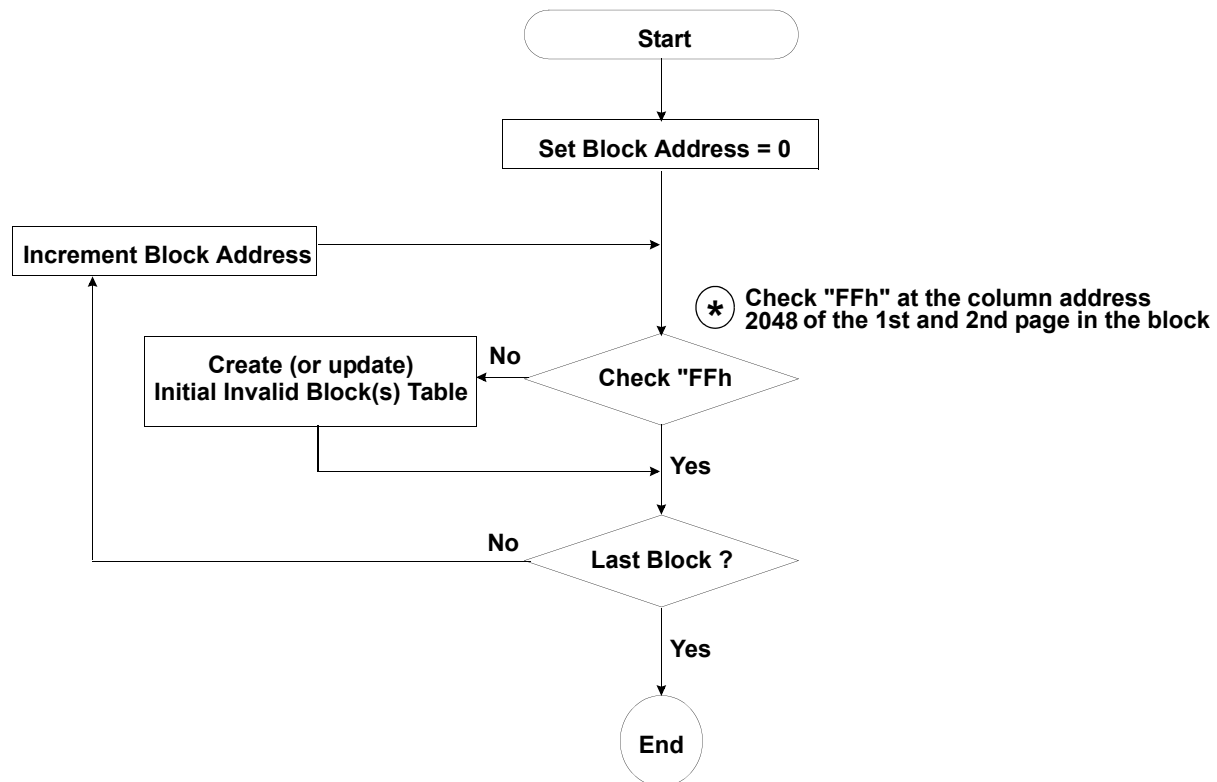 Start
Set Block Address = 0
Increment Block Address
* Check "FFh" at the column address
2048 of the 1st and 2nd page in the block
No
Create (or update)
Initial Invalid Block(s) Table
Check "FFh
Yes
No
Last Block ?
Yes
End